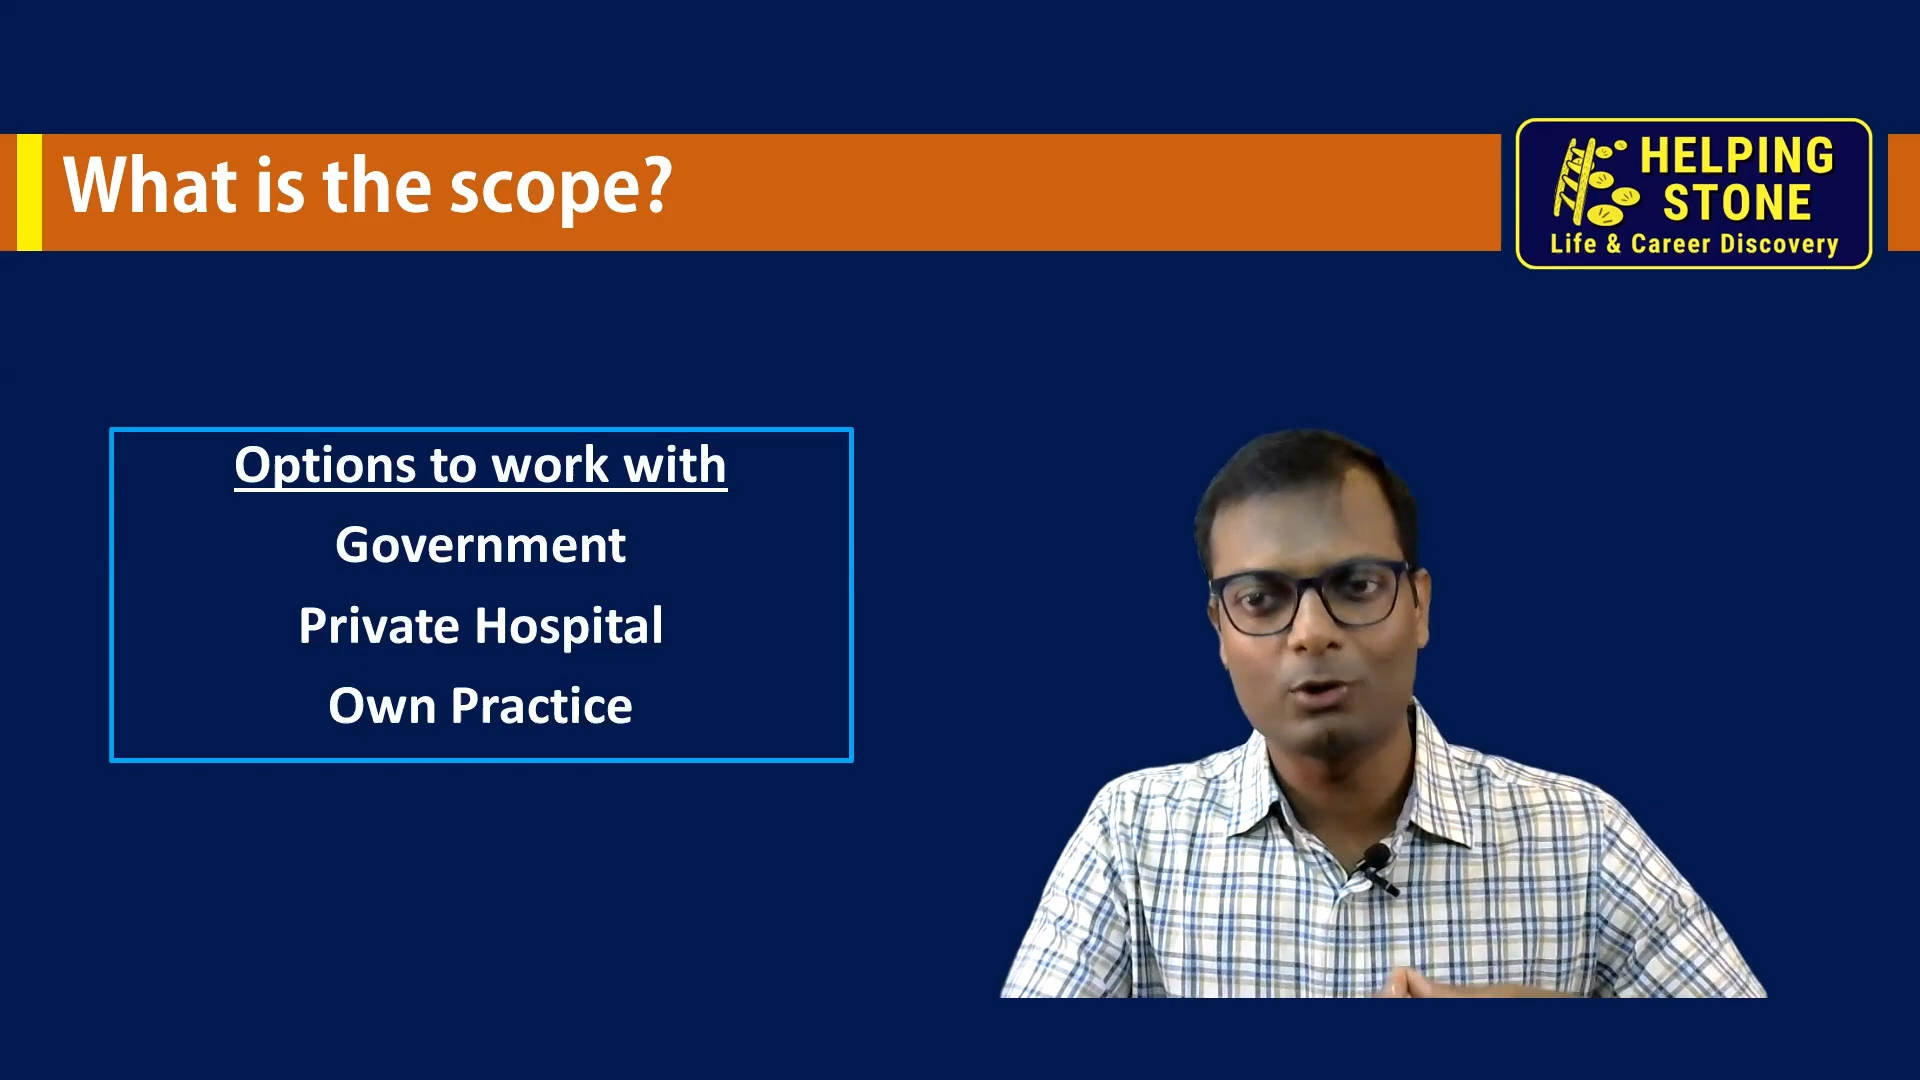 What is the scope?
HELPING
STONE
Life & Career Discovery
Options to work with
Government
Private Hospital
Own Practice